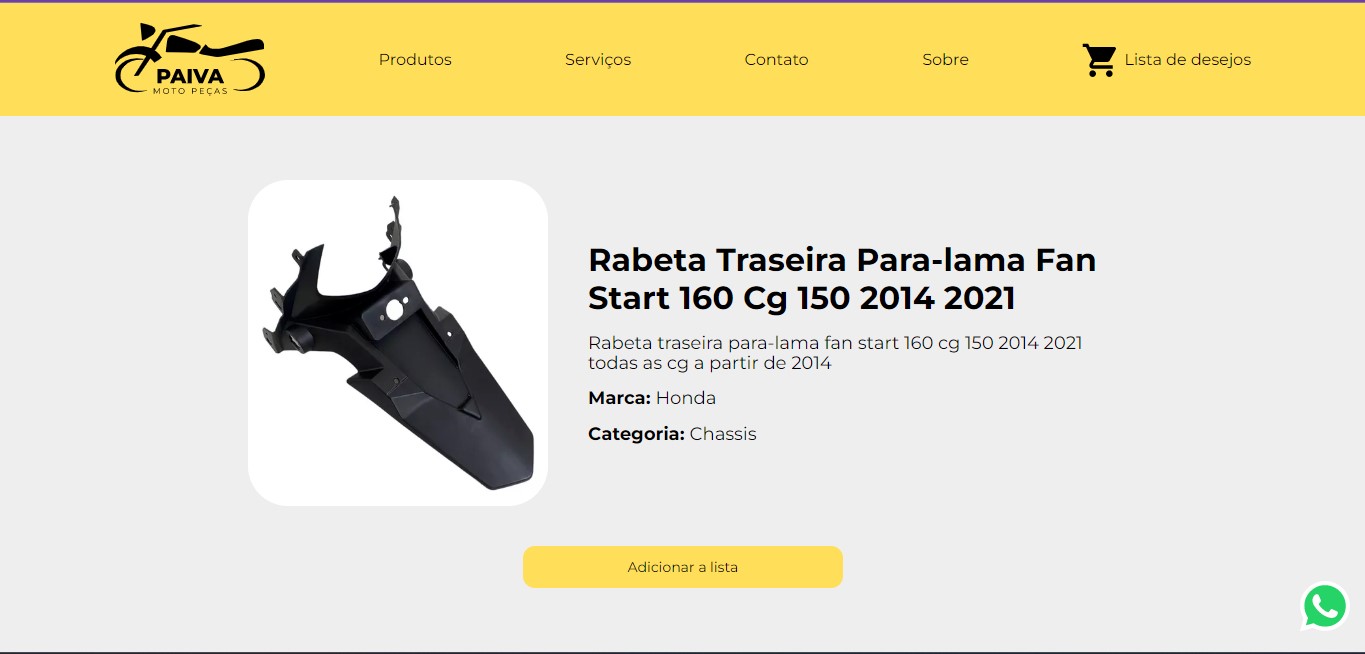 PAIVA
MOTO PEÇAS
Produtos
Serviços
Contato
Sobre
Lista de desejos
Rabeta Traseira Para-lama Fan
Start 160 Cg 150 2014 2021
Rabeta traseira para-lama fan start 160 cg 150 2014 2021
todas as cg a partir de 2014
Marca: Honda
Categoria: Chassis
Adicionar a lista